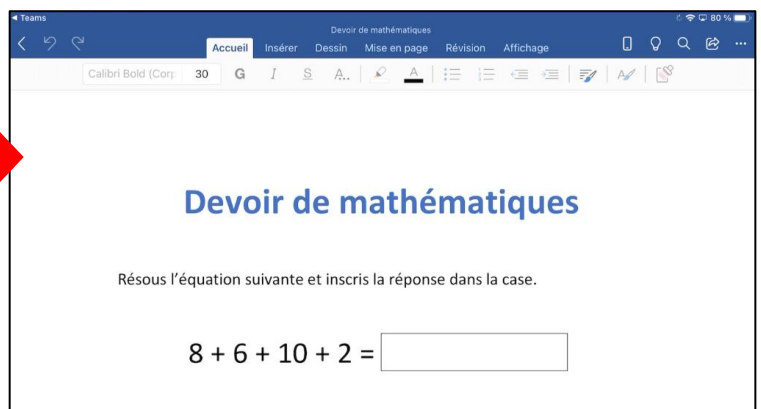 ◄ Teams
80 %
Devoir de mathématiques
Accueil Insérer Dessin Mise en page Révision Affichage
Calibri Bold (Corp 30 G I S A... A
Devoir de mathématiques
Résous l'équation suivante et inscris la réponse dans la case.
8 + 6 + 10 + 2 =